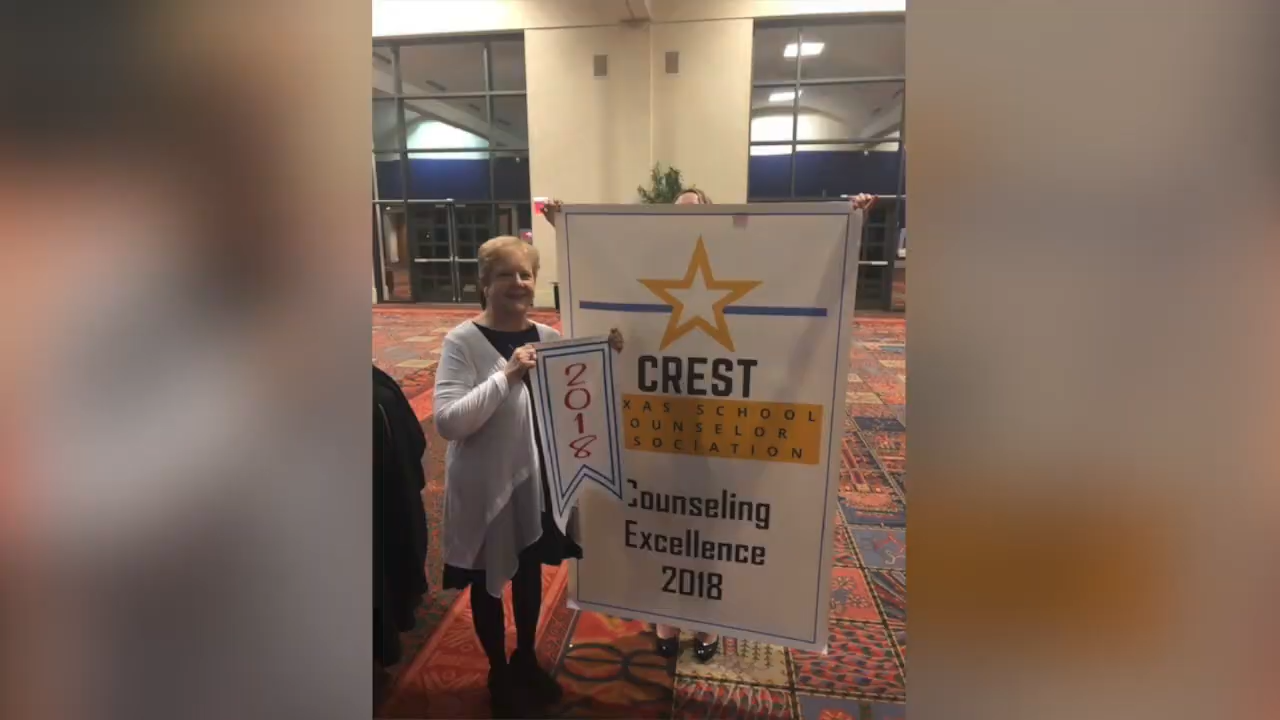 CREST
XAS SCHOOL
OUNSELOR
SOCIATION
2018
Counseling
Excellence
2018